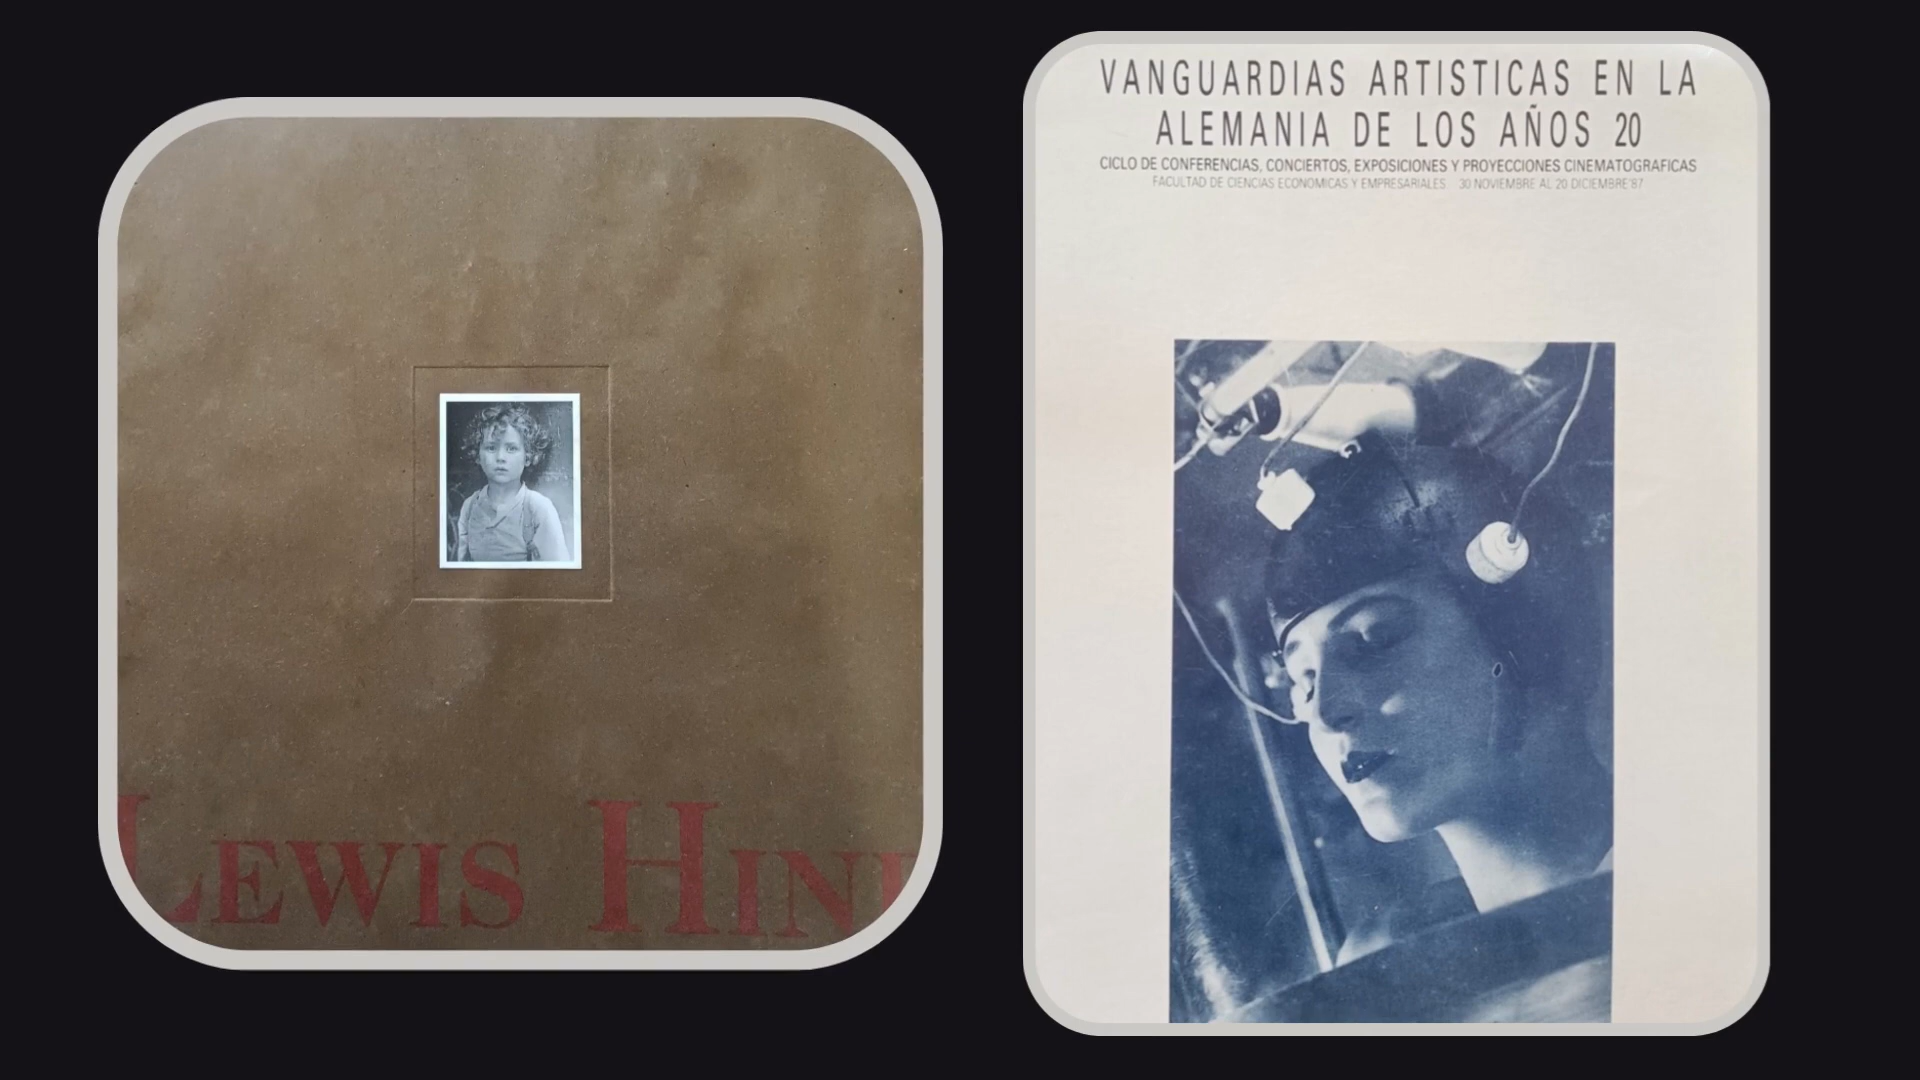 LEWIS HINE
VANGUARDIAS ARTISTICAS EN LA
ALEMANIA DE LOS AÑOS 20
CICLO DE CONFERENCIAS, CONCIERTOS, EXPOSICIONES Y PROYECCIONES CINEMATOGRAFICAS
FACULTAD DE CIENCIAS ECONOMICAS Y EMPRESARIALES 30 NOVIEMBRE AL 20 DICIEMBRE'87